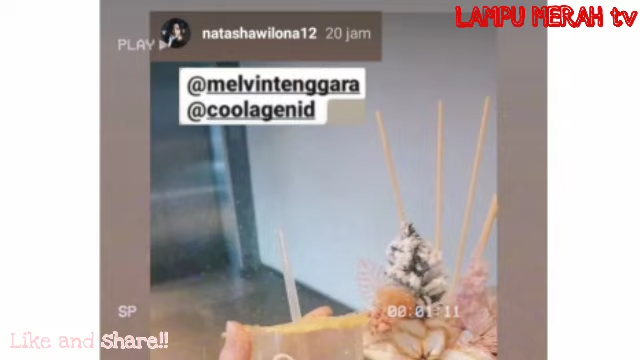 LAMPU MERAH tv
natashawilona12 20 jam
PLAY
@melvintenggara
@coolagenid
SP
00:01:11
Like and Share!!